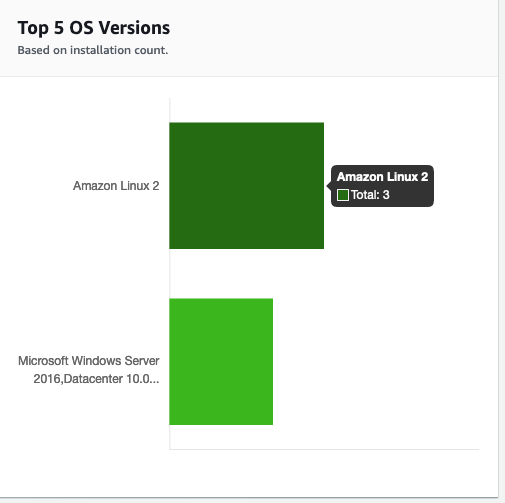 Top 5 OS Versions
Based on installation count.
Amazon Linux 2
Amazon Linux 2
Total: 3
Microsoft Windows Server
2016,Datacenter 10.0...